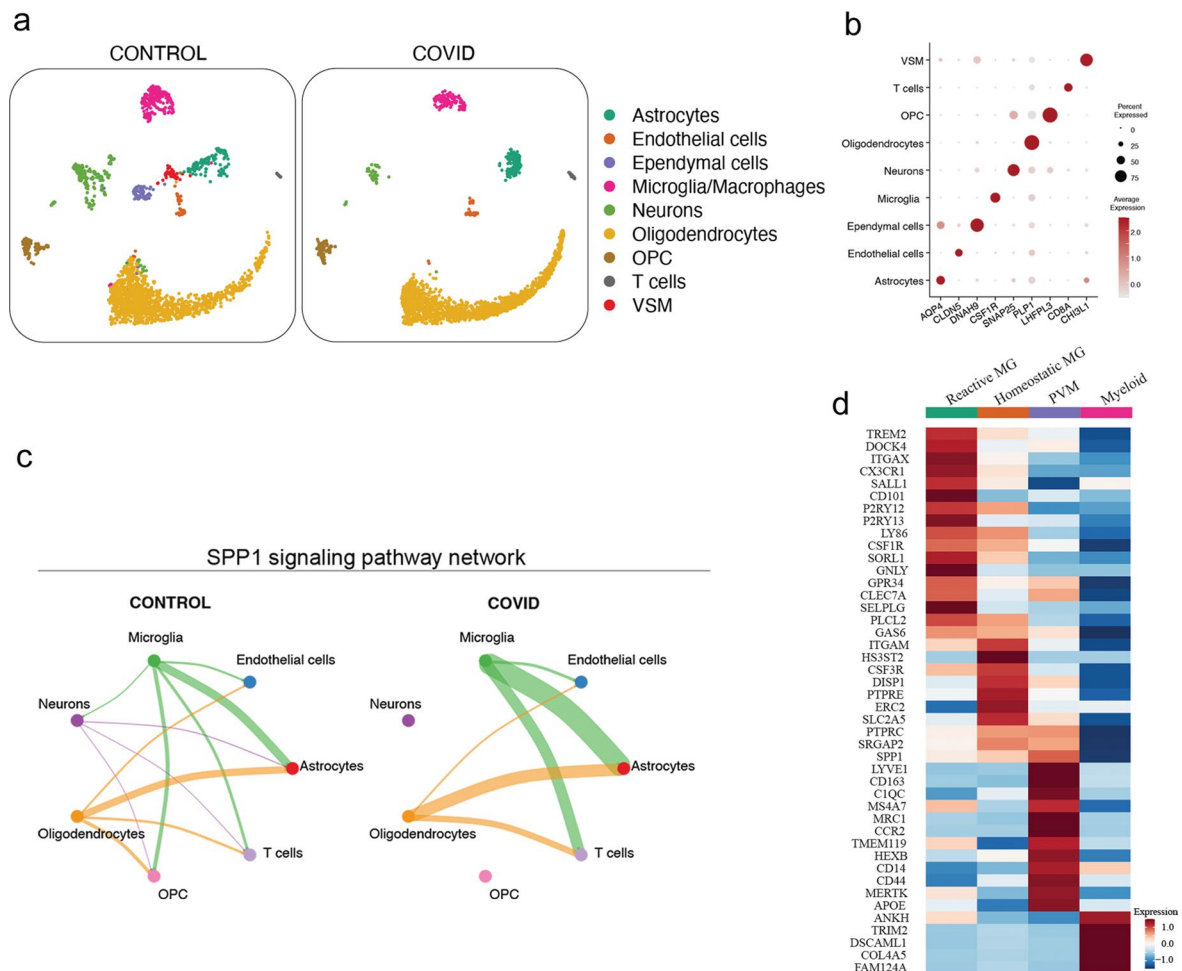 a
CONTROL
COVID
Astrocytes
Endothelial cells
Ependymal cells
Microglia/Macrophages
Neurons
Oligodendrocytes
OPC
T cells
VSM
b
VSM
T cells
OPC
Oligodendrocytes
Neurons
Microglia
Ependymal cells
Endothelial cells
Astrocytes
AQP4
CLDN5
DNAH9
CSF1R
SNAP25
PLP1
LHFPL3
CD8A
CHI3L1
Percent
Expressed
0
25
50
75
Average
Expression
2.0
1.0
0.0
c
SPP1 signaling pathway network
CONTROL
Microglia
Endothelial cells
Neurons
Astrocytes
Oligodendrocytes
T cells
OPC
COVID
Microglia
Endothelial cells
Neurons
Astrocytes
Oligodendrocytes
T cells
OPC
d
Reactive MG
Homeostatic MG
PVM
Myeloid
TREM2
DOCK4
ITGAX
CX3CR1
SALL1
CD101
P2RY12
P2RY13
LY86
CSF1R
SORL1
GNLY
GPR34
CLEC7A
SELPLG
PLCL2
GAS6
ITGAM
HS3ST2
CSF3R
DISP1
PTPRE
ERC2
SLC2A5
PTPRC
SRGAP2
SPP1
LYVE1
CD163
C1QC
MS4A7
MRC1
CCR2
TMEM119
HEXB
CD14
CD44
MERTK
APOE
ANKH
TRIM2
DSCAML1
COL4A5
FAM124A
Expression
1.0
0.0
−1.0